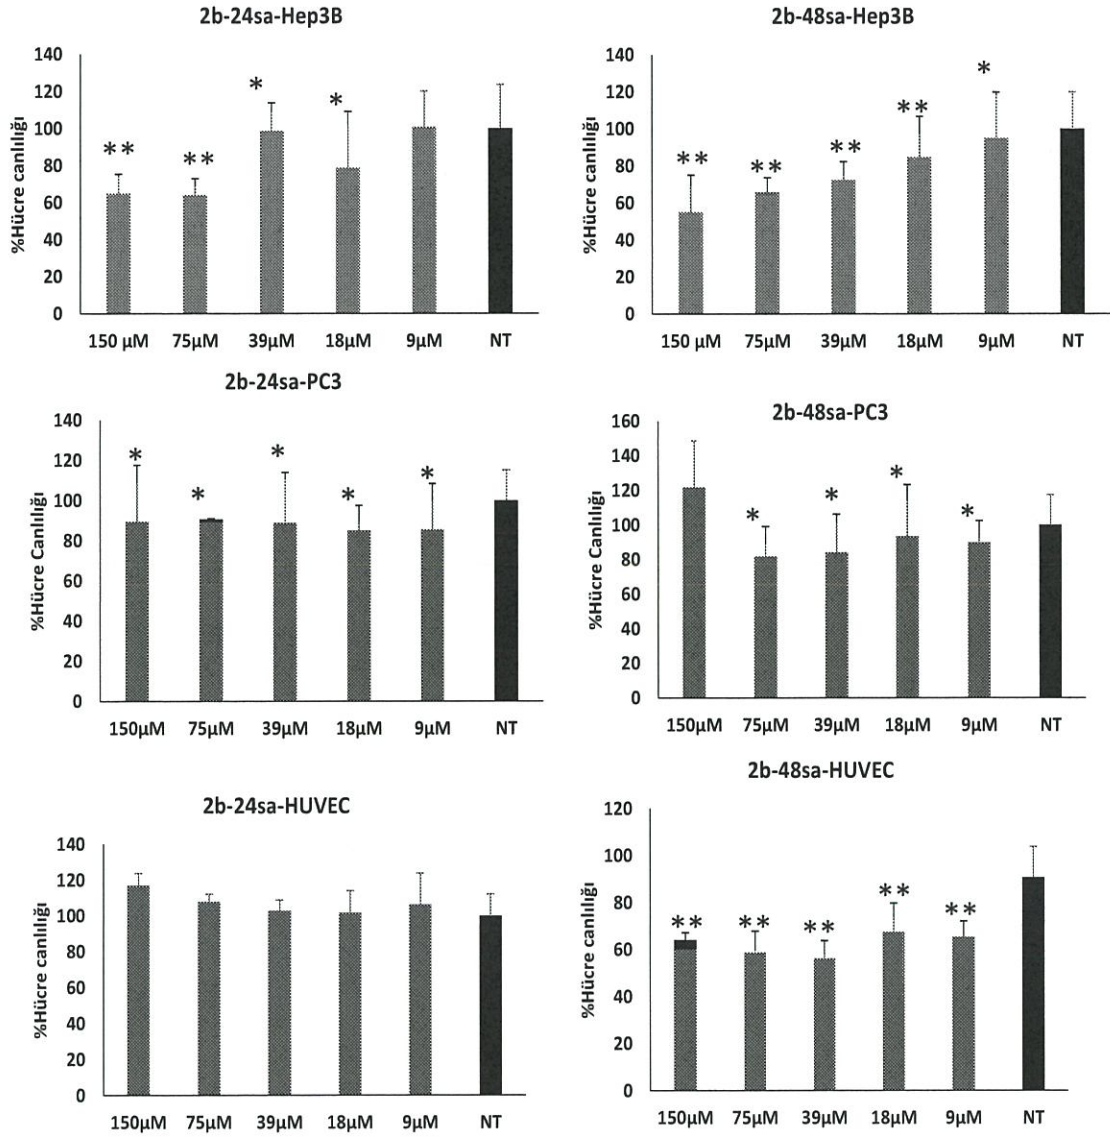 2b-24sa-Hep3B
%Hücre canlılığı
140
120
100
80
60
40
20
0
** ** * *
150 µM 75µM 39µM 18µM 9µM NT
2b-48sa-Hep3B
%Hücre canlılığı
140
120
100
80
60
40
20
0
** ** ** ** *
150 µM 75µM 39µM 18µM 9µM NT
2b-24sa-PC3
%Hücre Canlılığı
140
120
100
80
60
40
20
0
* * * * *
150µM 75µM 39µM 18µM 9µM NT
2b-48sa-PC3
%Hücre Canlılığı
160
140
120
100
80
60
40
20
0
* * * *
150µM 75µM 39µM 18µM 9µM NT
2b-24sa-HUVEC
%Hücre canlılığı
140
120
100
80
60
40
20
0
150µM 75µM 39µM 18µM 9µM NT
2b-48sa-HUVEC
%Hücre canlılığı
120
100
80
60
40
20
0
** ** ** ** **
150µM 75µM 39µM 18µM 9µM NT